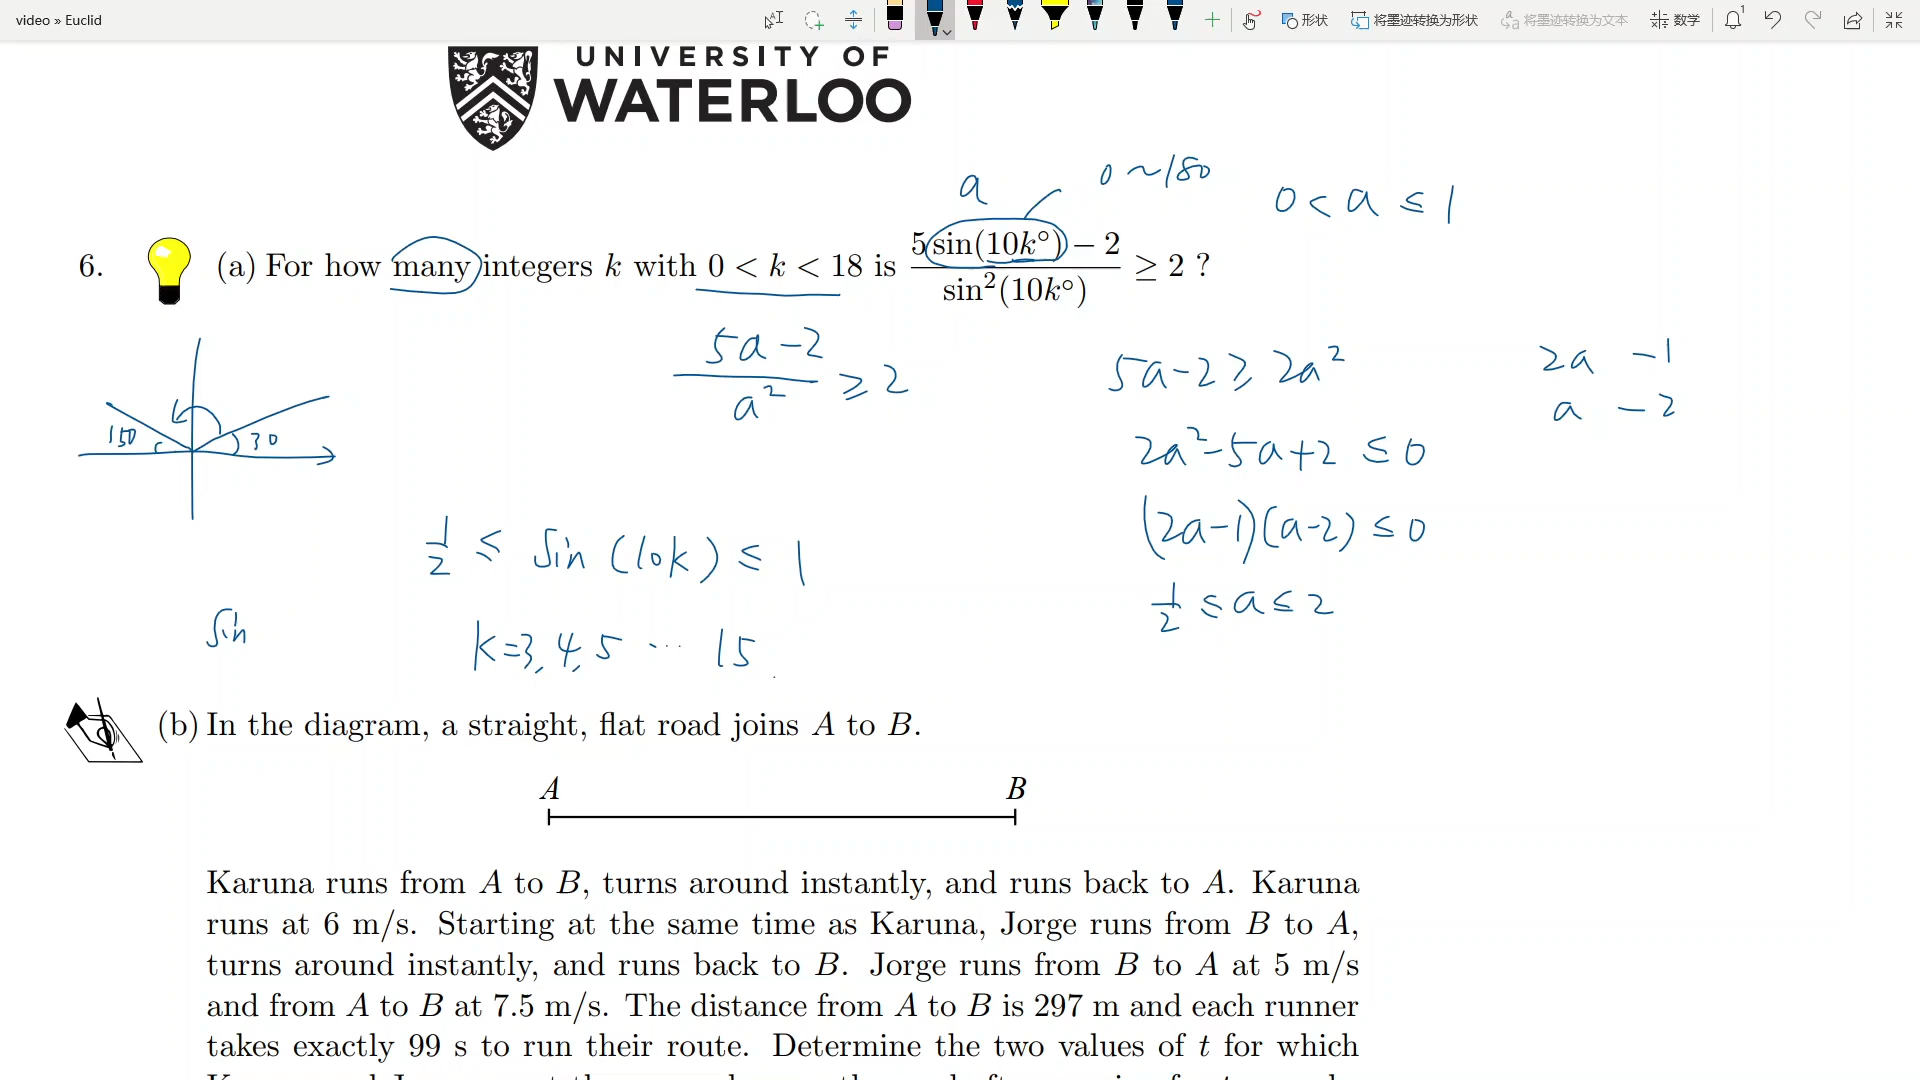 video » Euclid
形状 将墨迹转换为形状 将墨迹转换为文本 数学 1
UNIVERSITY OF
WATERLOO
a 0 ~ 180 0 < a ≤ 1
6. (a) For how many integers k with 0 < k < 18 is (5 sin(10k°) − 2) / sin²(10k°) ≥ 2 ?
(5a − 2) / a² ≥ 2
5a − 2 ≥ 2a²
2a −1
a −2
150 30
2a² − 5a + 2 ≤ 0
(2a−1)(a−2) ≤ 0
1/2 ≤ sin (10k) ≤ 1
1/2 ≤ a ≤ 2
sin
k=3, 4, 5 ... 15
(b) In the diagram, a straight, flat road joins A to B.
A B
Karuna runs from A to B, turns around instantly, and runs back to A. Karuna
runs at 6 m/s. Starting at the same time as Karuna, Jorge runs from B to A,
turns around instantly, and runs back to B. Jorge runs from B to A at 5 m/s
and from A to B at 7.5 m/s. The distance from A to B is 297 m and each runner
takes exactly 99 s to run their route. Determine the two values of t for which